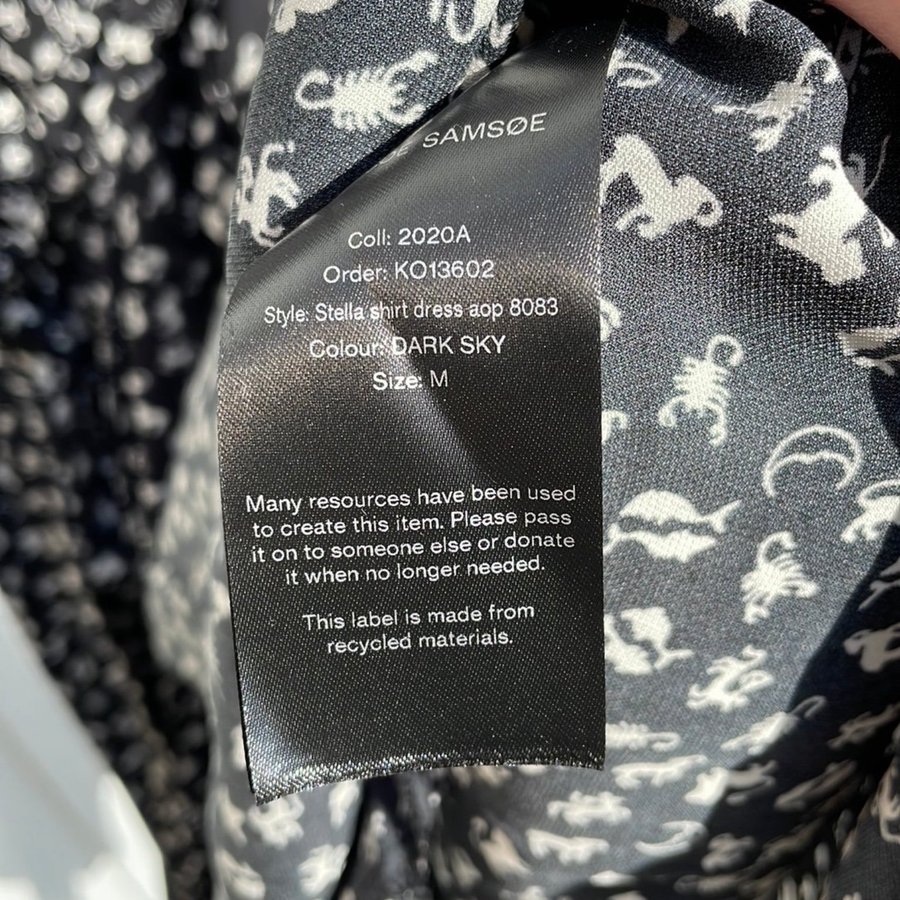 SAMSØE
Coll: 2020A
Order: KO13602
Style: Stella shirt dress aop 8083
Colour: DARK SKY
Size: M
Many resources have been used
to create this item. Please pass
it on to someone else or donate
it when no longer needed.
This label is made from
recycled materials.